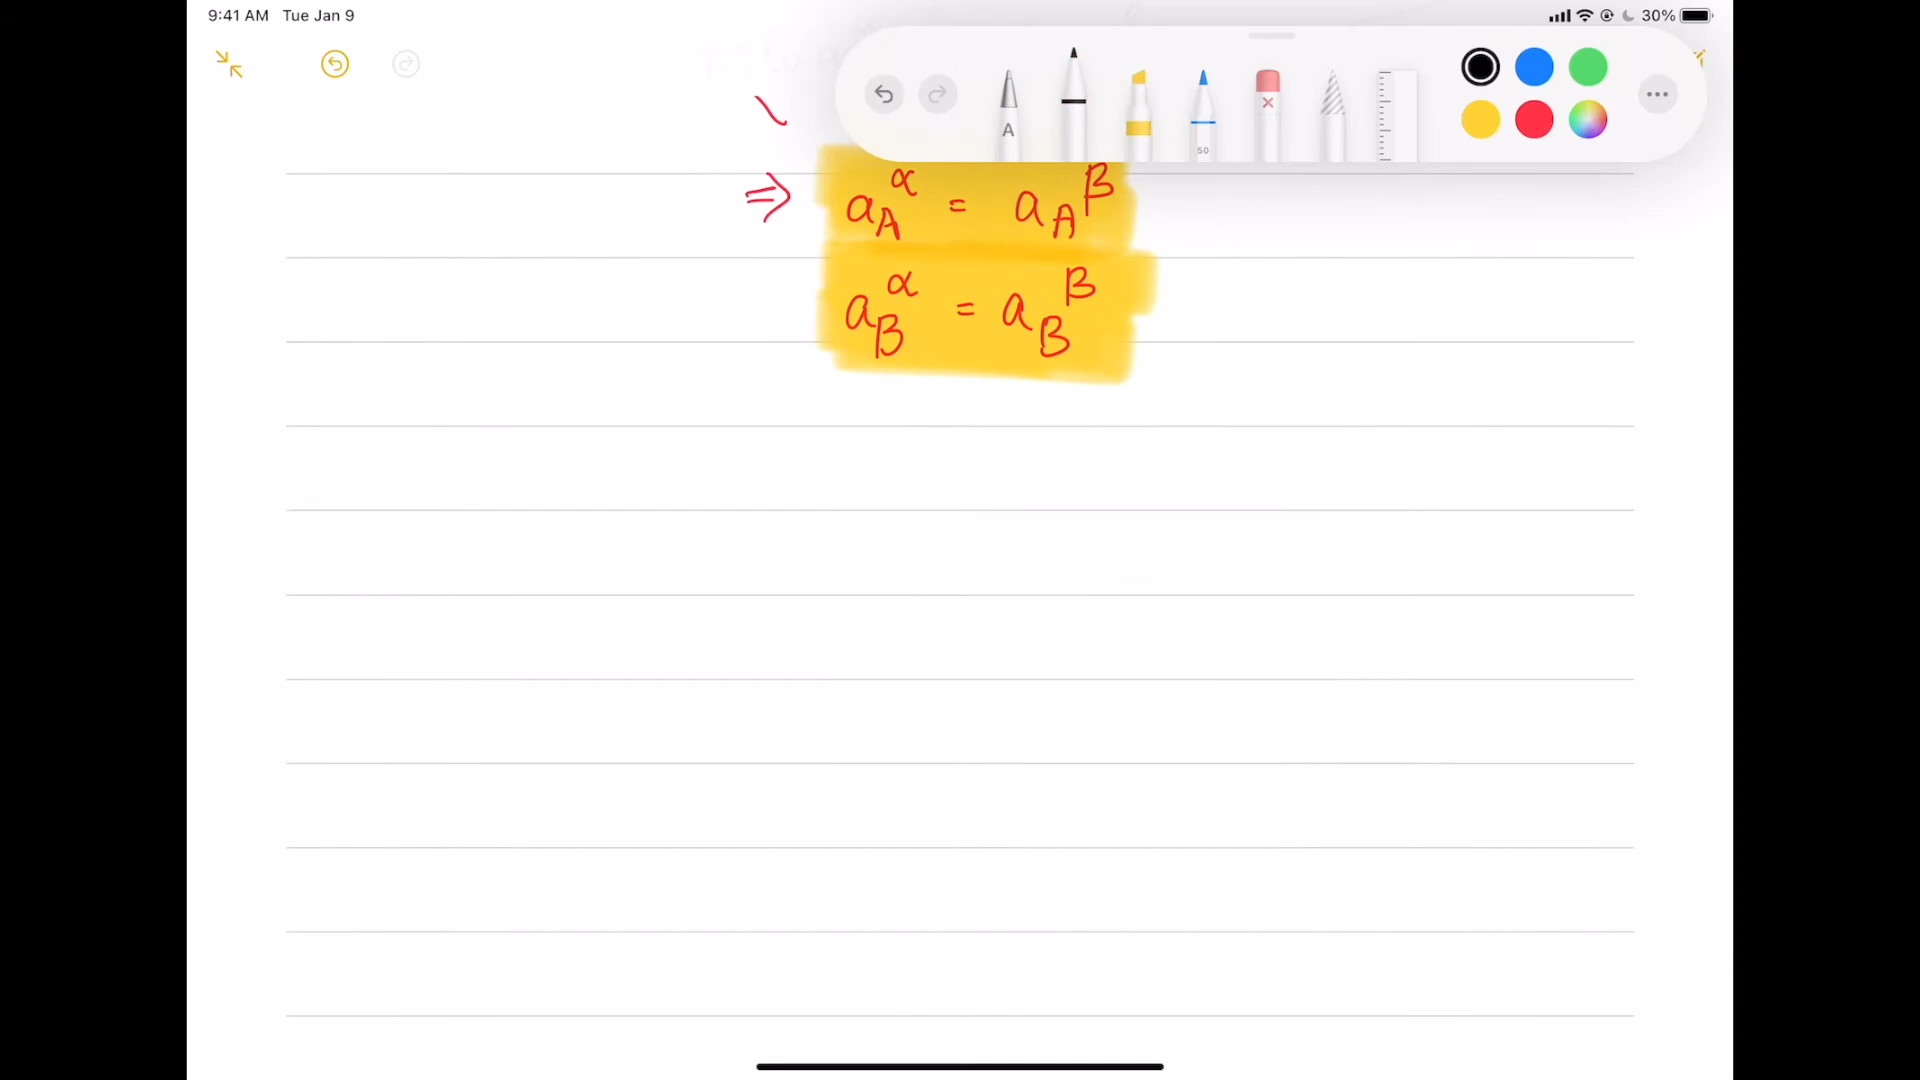 9:41 AM Tue Jan 9 30%
A 50
⇒ a_A^α = a_A^β
a_B^α = a_B^β